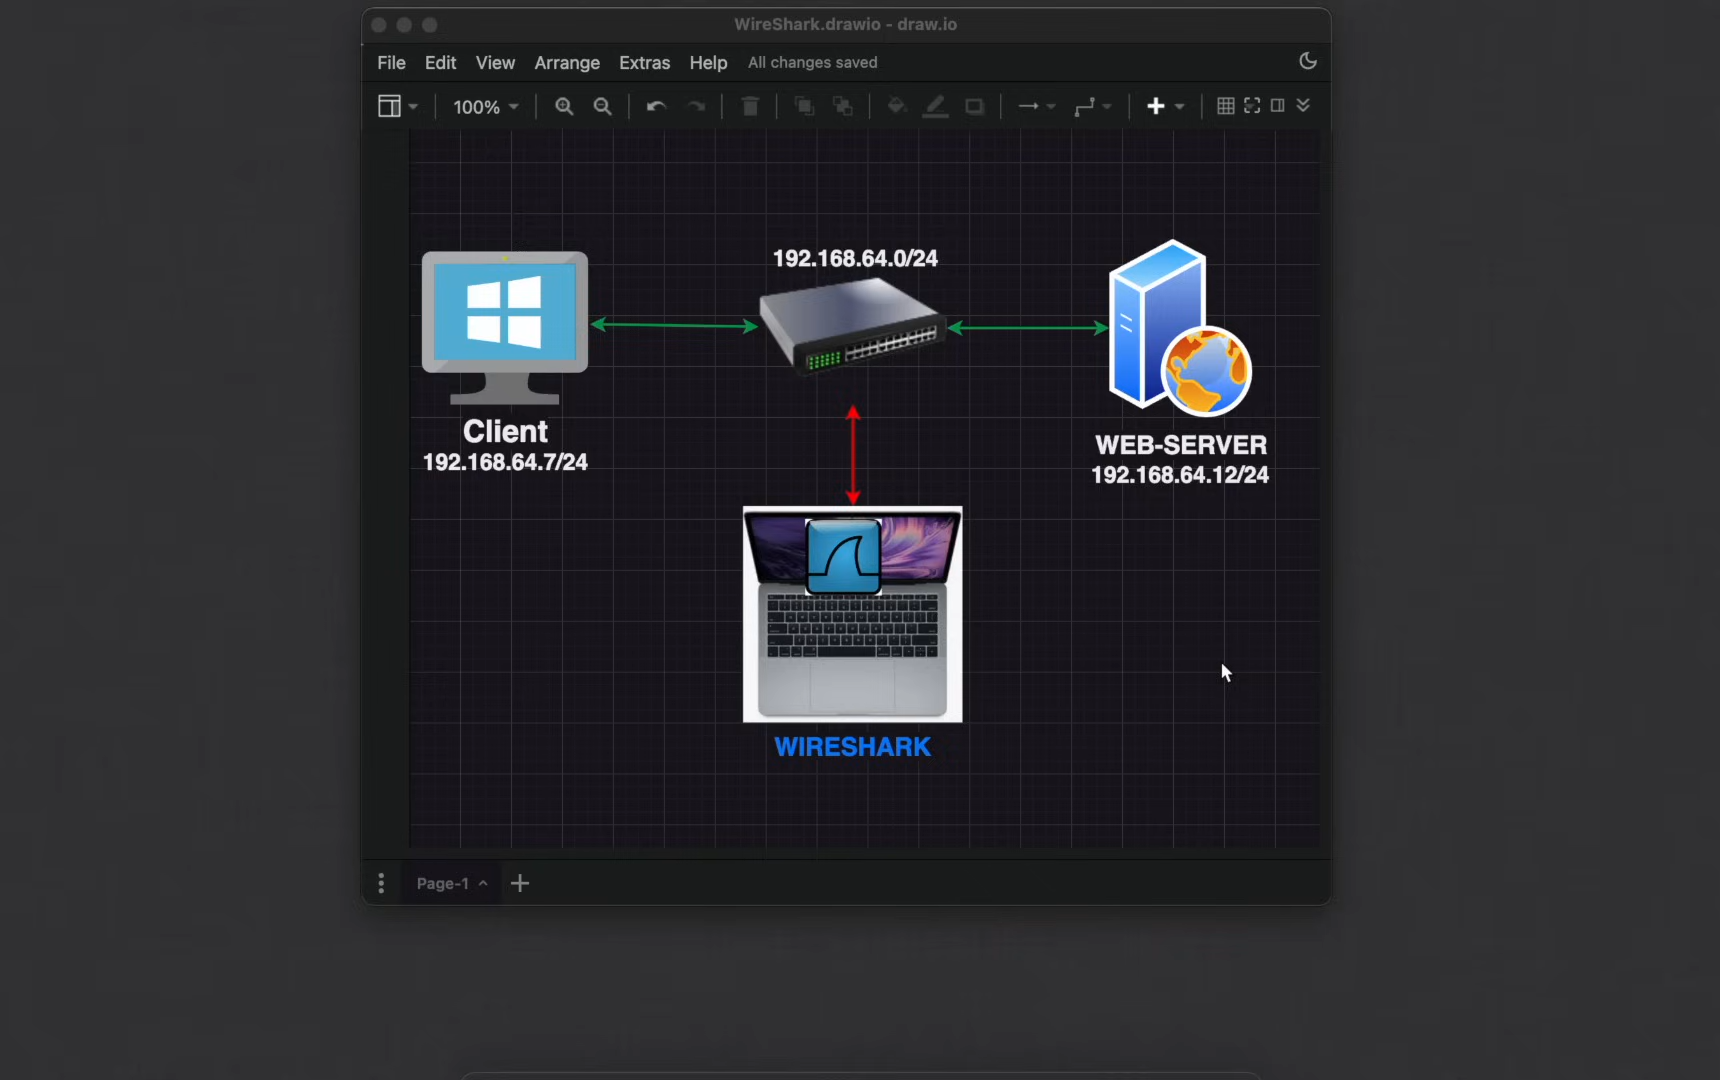 WireShark.drawio - draw.io
File Edit View Arrange Extras Help All changes saved
100%
192.168.64.0/24
Client
192.168.64.7/24
WEB-SERVER
192.168.64.12/24
WIRESHARK
Page-1